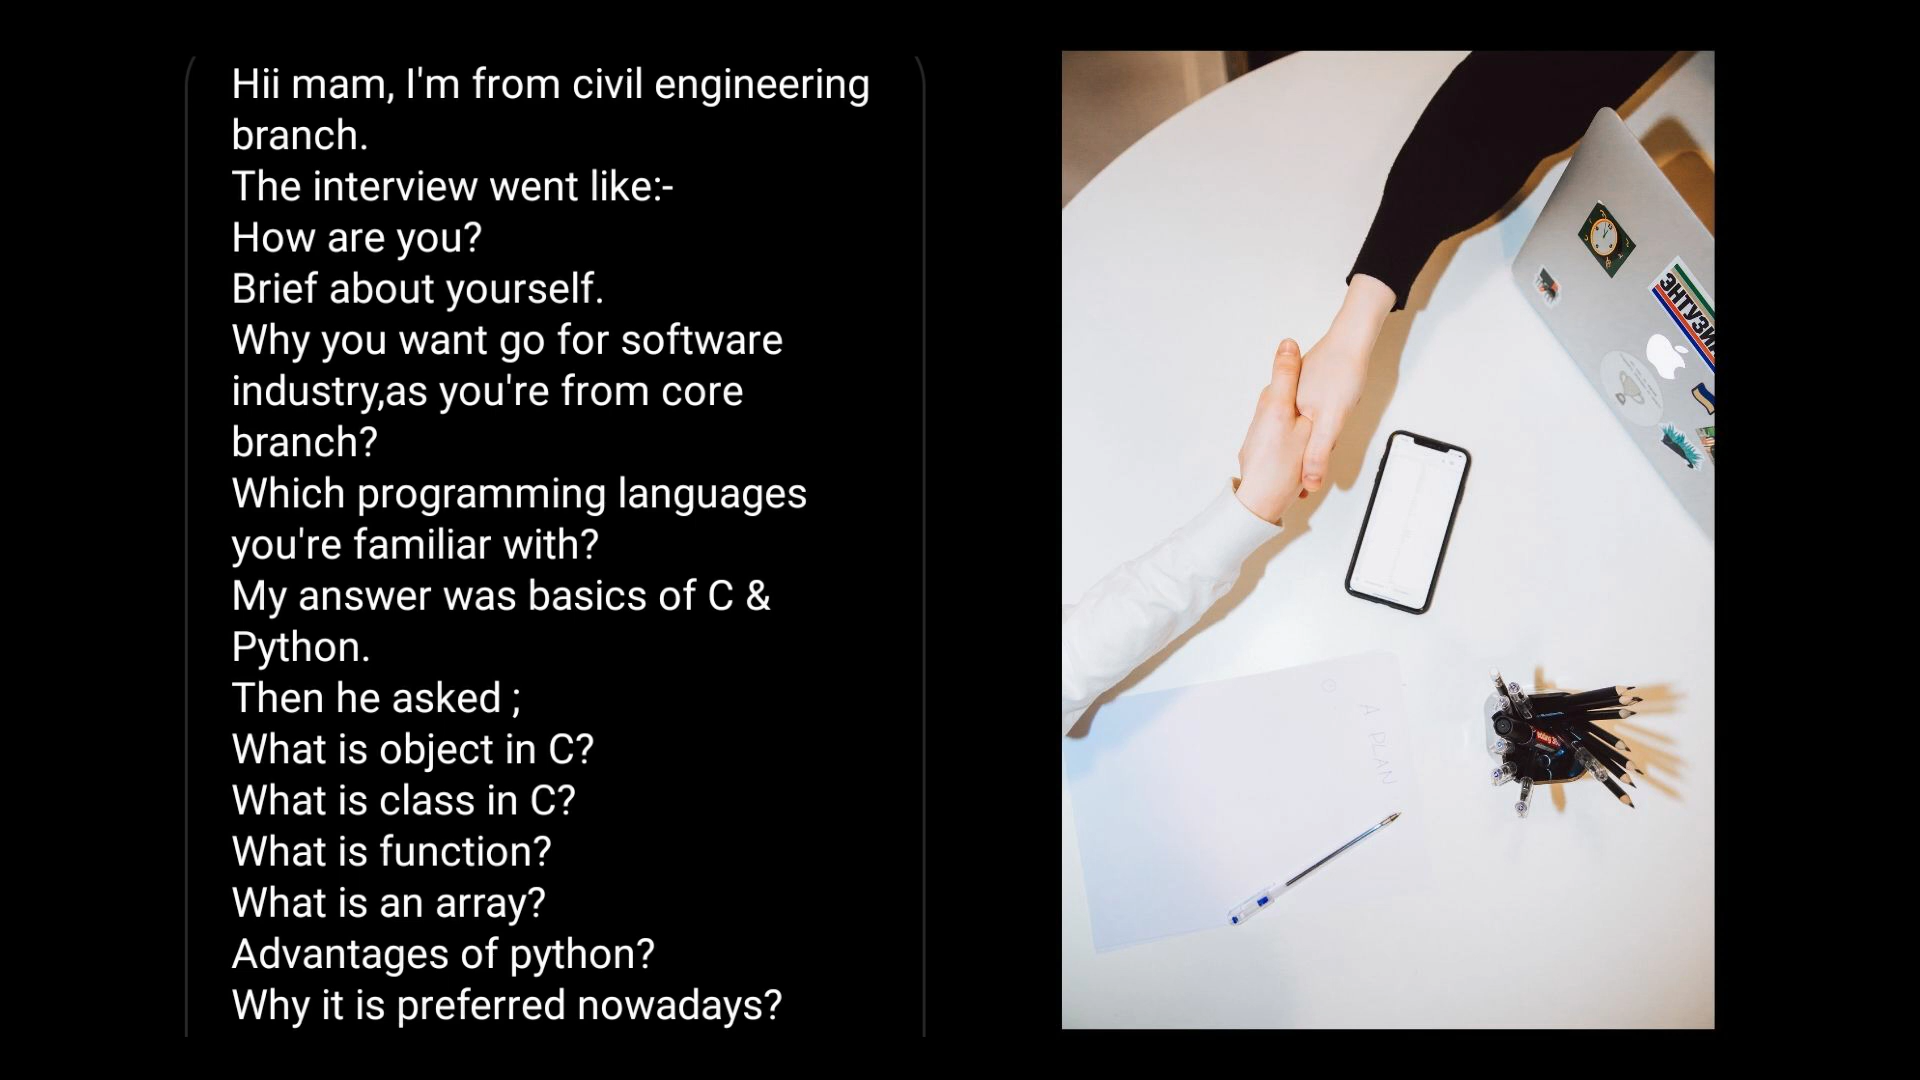 Hii mam, I'm from civil engineering
branch.
The interview went like:-
How are you?
Brief about yourself.
Why you want go for software
industry,as you're from core
branch?
Which programming languages
you're familiar with?
My answer was basics of C &
Python.
Then he asked ;
What is object in C?
What is class in C?
What is function?
What is an array?
Advantages of python?
Why it is preferred nowadays?
A PLAN